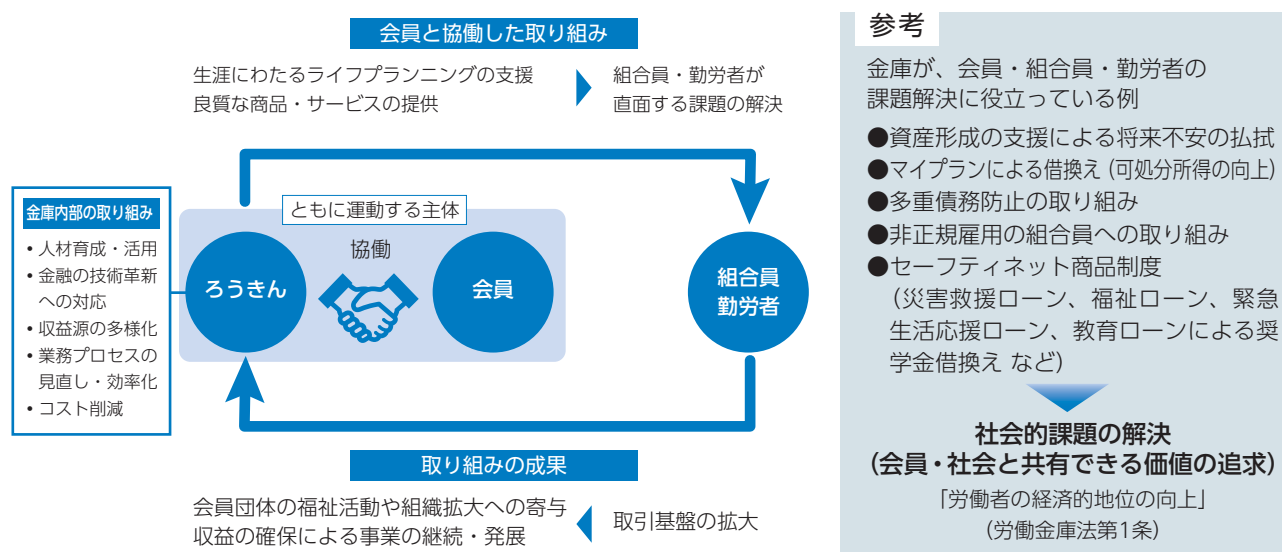 会員と協働した取り組み
生涯にわたるライフプランニングの支援
良質な商品・サービスの提供
組合員・勤労者が
直面する課題の解決
金庫内部の取り組み
• 人材育成・活用
• 金融の技術革新
への対応
• 収益源の多様化
• 業務プロセスの
見直し・効率化
• コスト削減
ともに運動する主体
ろうきん
協働
会員
組合員
勤労者
取り組みの成果
会員団体の福祉活動や組織拡大への寄与
収益の確保による事業の継続・発展
取引基盤の拡大
参考
金庫が、会員・組合員・勤労者の
課題解決に役立っている例
●資産形成の支援による将来不安の払拭
●マイプランによる借換え(可処分所得の向上)
●多重債務防止の取り組み
●非正規雇用の組合員への取り組み
●セーフティネット商品制度
(災害救援ローン、福祉ローン、緊急
生活応援ローン、教育ローンによる奨
学金借換え など)
社会的課題の解決
(会員・社会と共有できる価値の追求)
「労働者の経済的地位の向上」
(労働金庫法第1条)